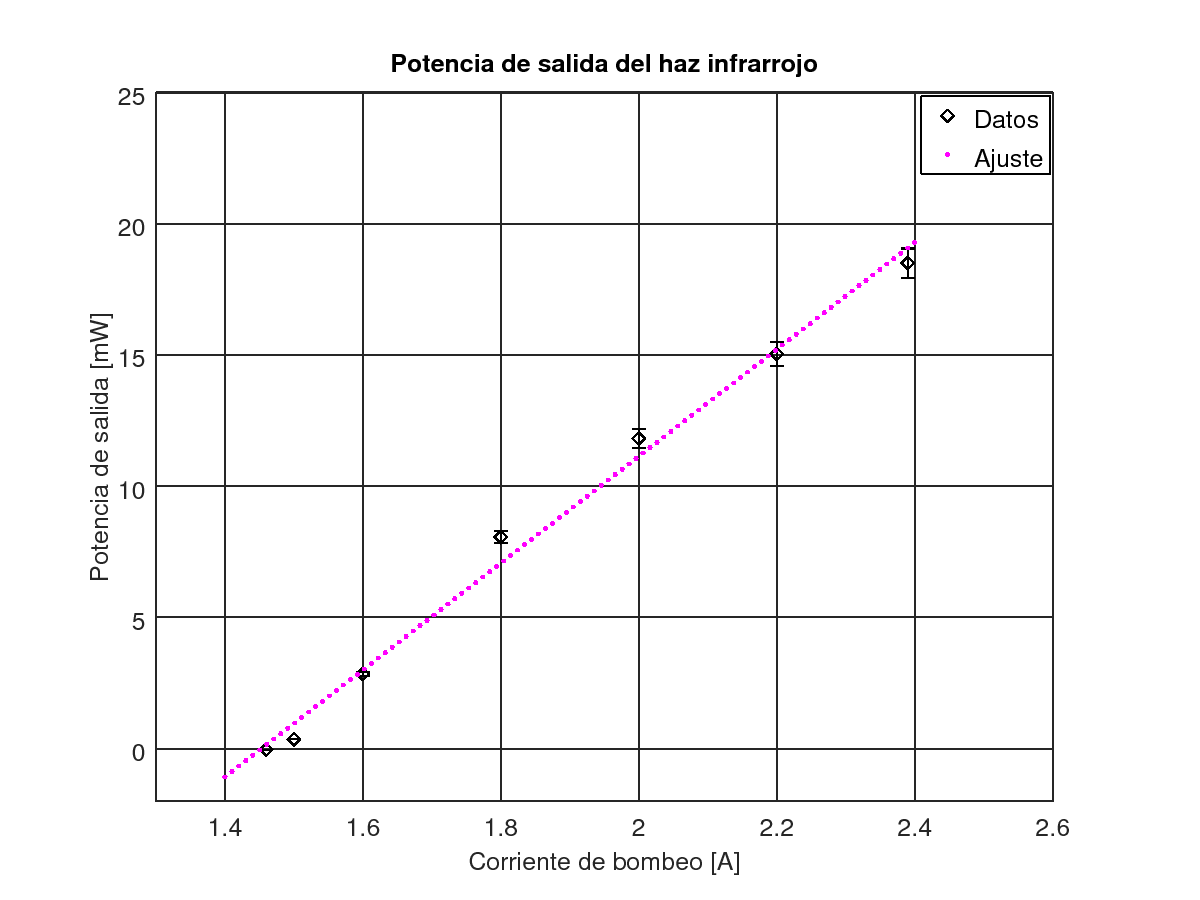 Potencia de salida del haz infrarrojo
Datos
Ajuste
25
20
15
10
5
0
Potencia de salida [mW]
1.4 1.6 1.8 2 2.2 2.4 2.6
Corriente de bombeo [A]